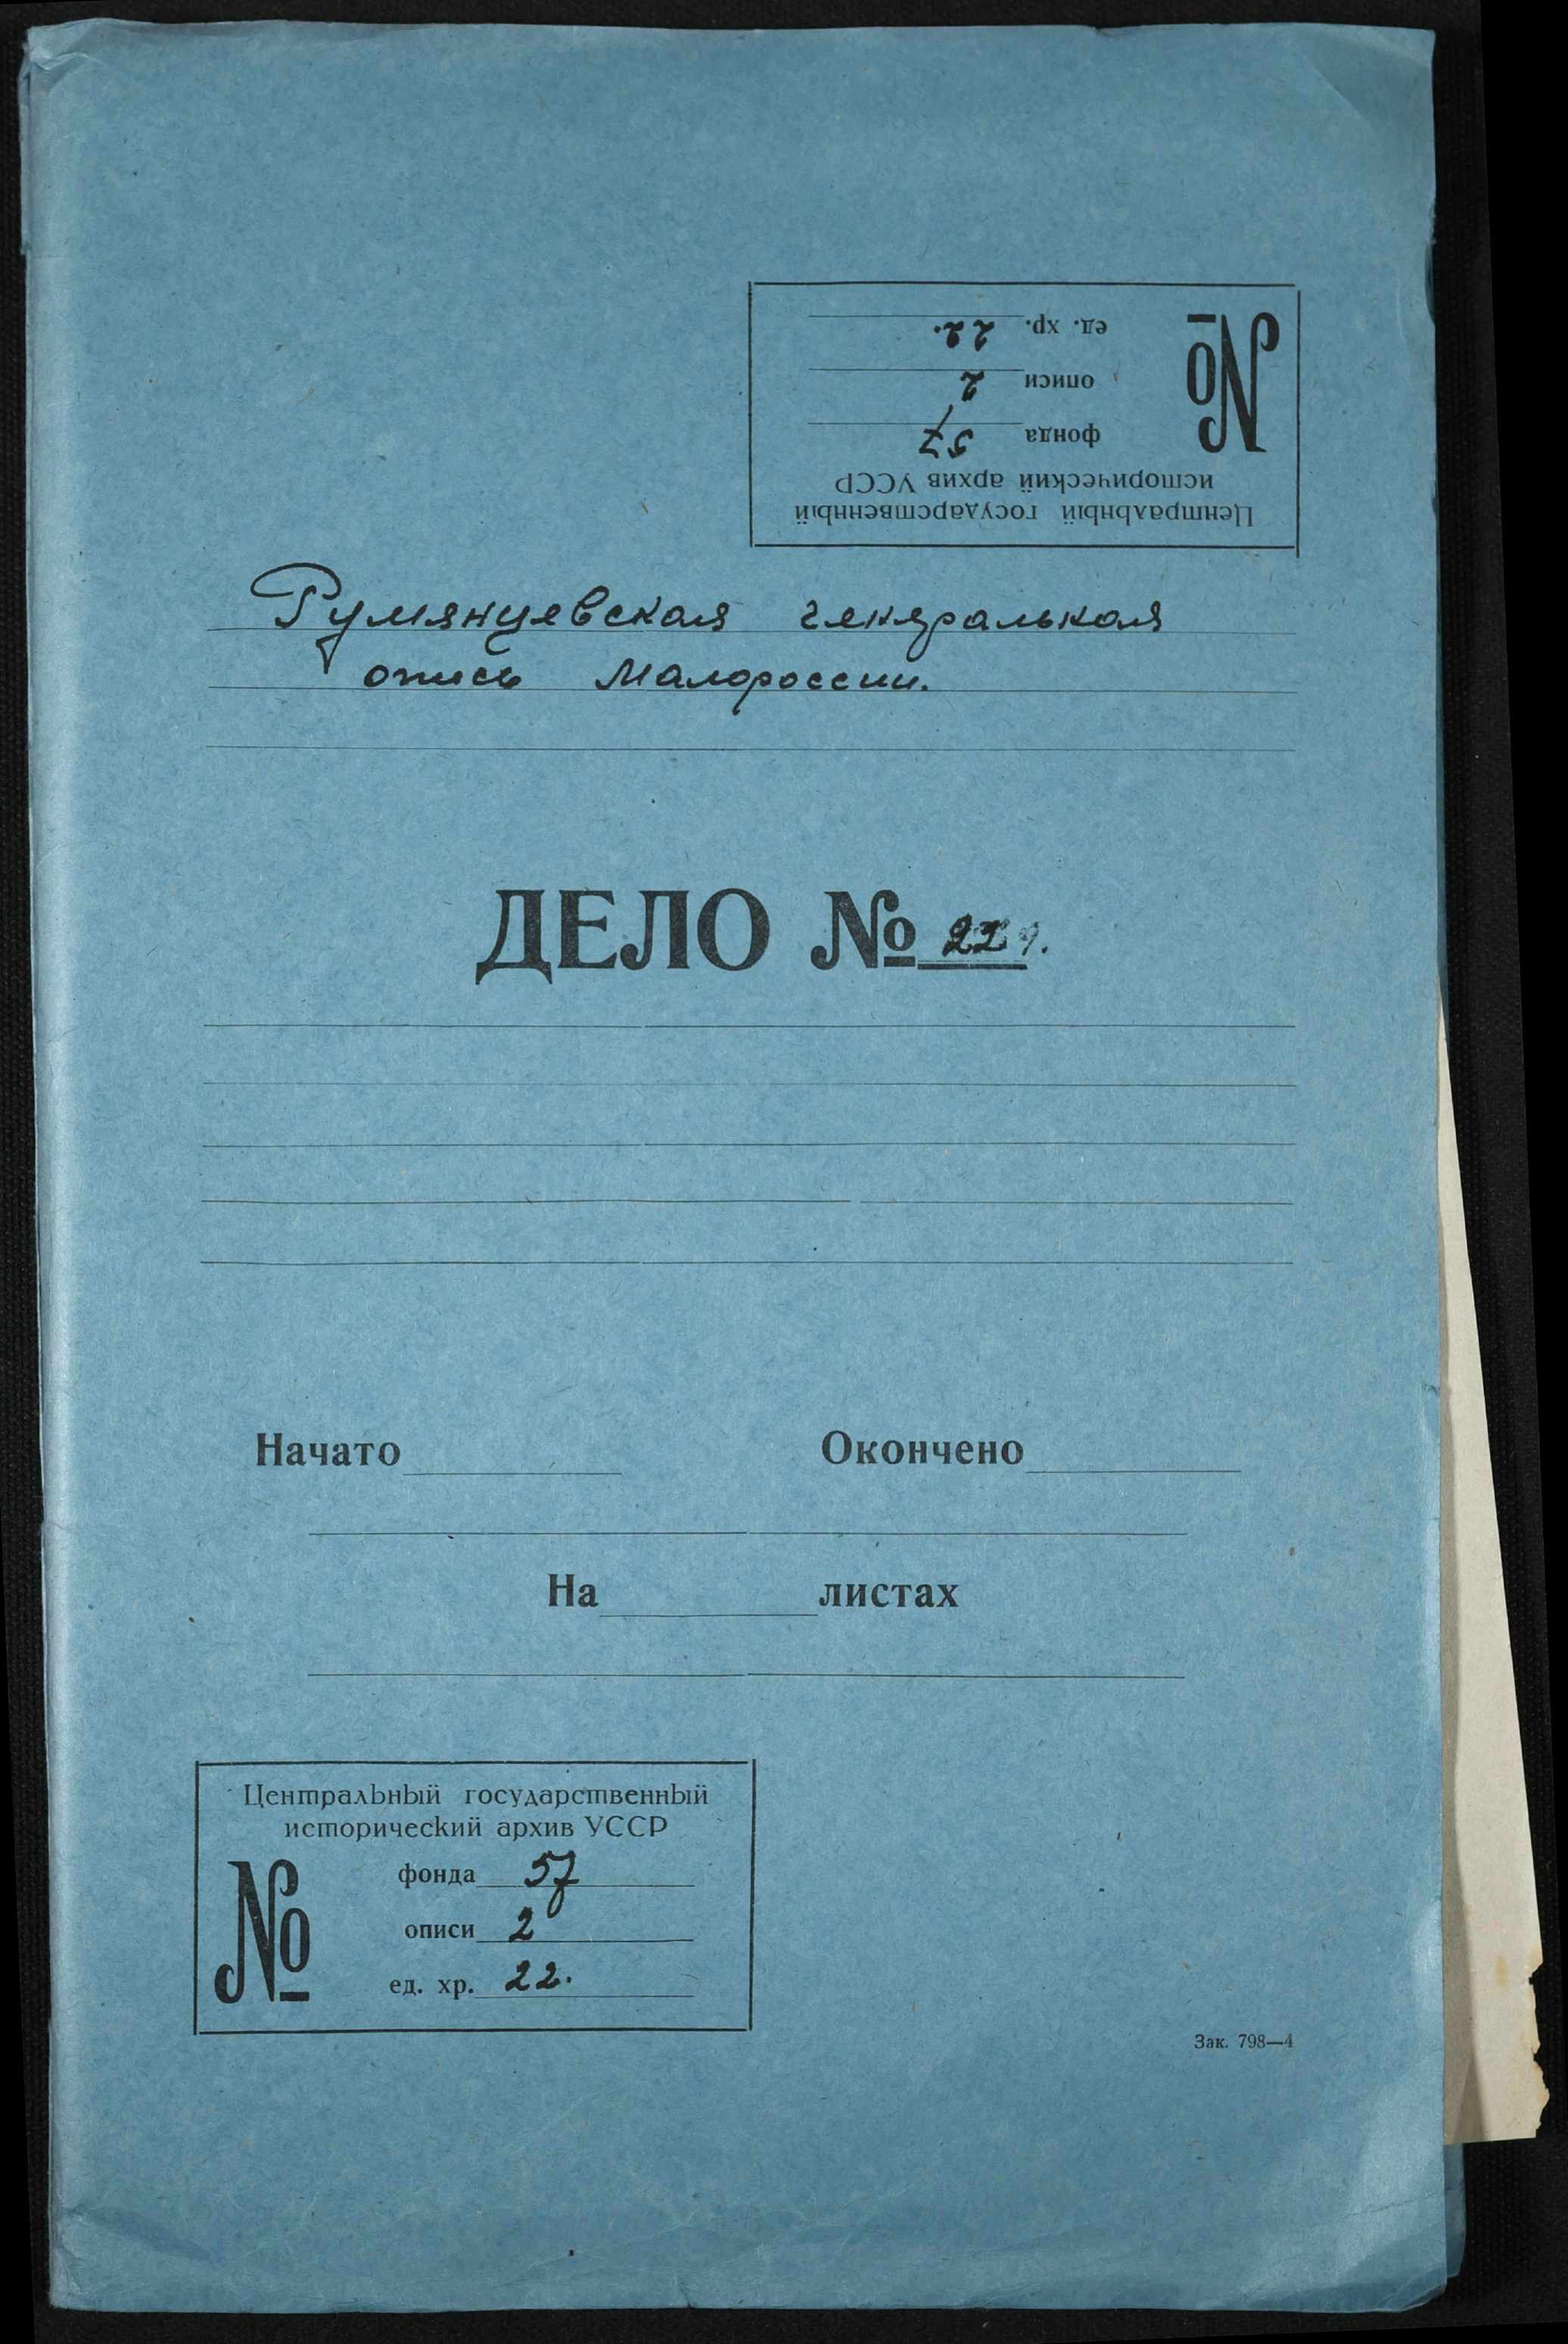 Центральный государственный
исторический архив УССР
№
фонда 57
описи 2
ед. хр. 22.
Румянцевская генеральная
опись Малороссии.
ДЕЛО №
Начато
Окончено
На листах
Центральный государственный
исторический архив УССР
№
фонда 57
описи 2
ед. хр. 22.
Зак. 798—4